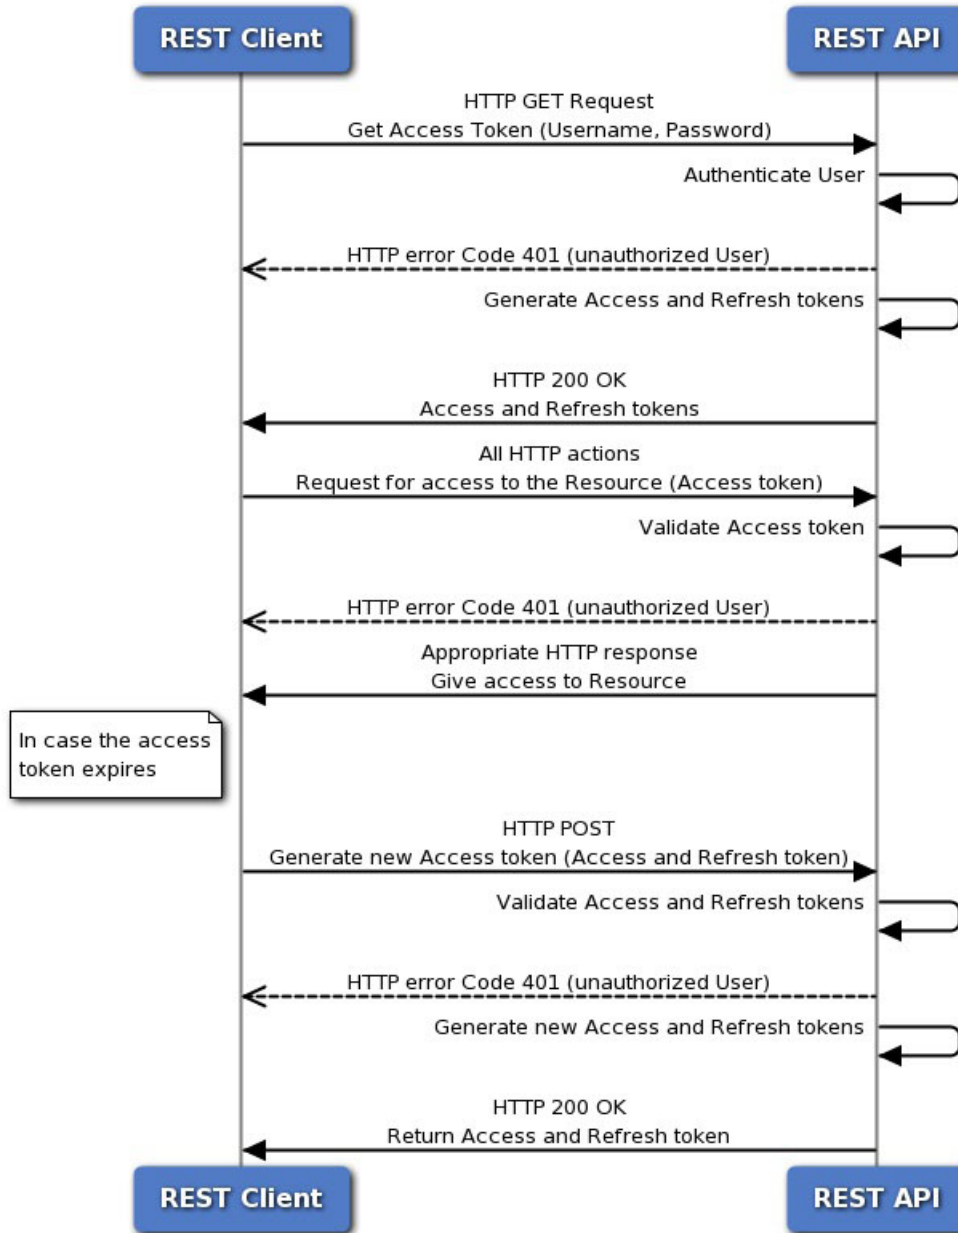 REST Client
REST API
HTTP GET Request
Get Access Token (Username, Password)
Authenticate User
HTTP error Code 401 (unauthorized User)
Generate Access and Refresh tokens
HTTP 200 OK
Access and Refresh tokens
All HTTP actions
Request for access to the Resource (Access token)
Validate Access token
HTTP error Code 401 (unauthorized User)
Appropriate HTTP response
Give access to Resource
In case the access
token expires
HTTP POST
Generate new Access token (Access and Refresh token)
Validate Access and Refresh tokens
HTTP error Code 401 (unauthorized User)
Generate new Access and Refresh tokens
HTTP 200 OK
Return Access and Refresh token
REST Client
REST API